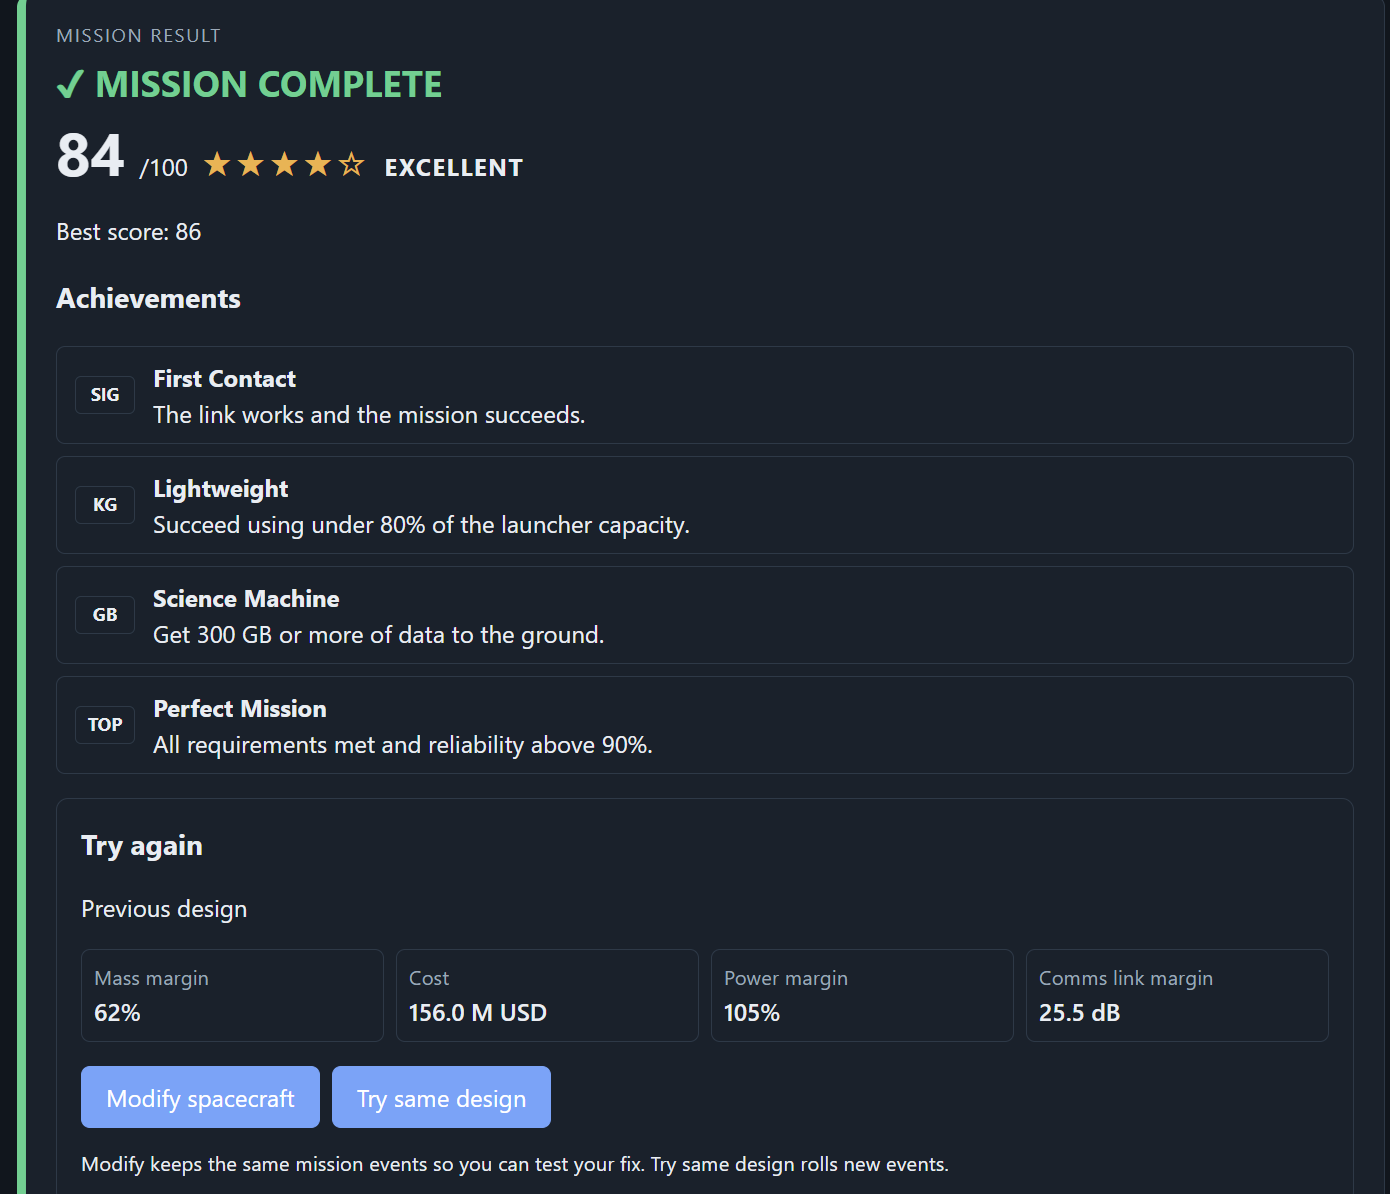 MISSION RESULT
✓ MISSION COMPLETE
84 /100 ★★★★☆ EXCELLENT
Best score: 86
Achievements
SIG
First Contact
The link works and the mission succeeds.
KG
Lightweight
Succeed using under 80% of the launcher capacity.
GB
Science Machine
Get 300 GB or more of data to the ground.
TOP
Perfect Mission
All requirements met and reliability above 90%.
Try again
Previous design
Mass margin
62%
Cost
156.0 M USD
Power margin
105%
Comms link margin
25.5 dB
Modify spacecraft
Try same design
Modify keeps the same mission events so you can test your fix. Try same design rolls new events.